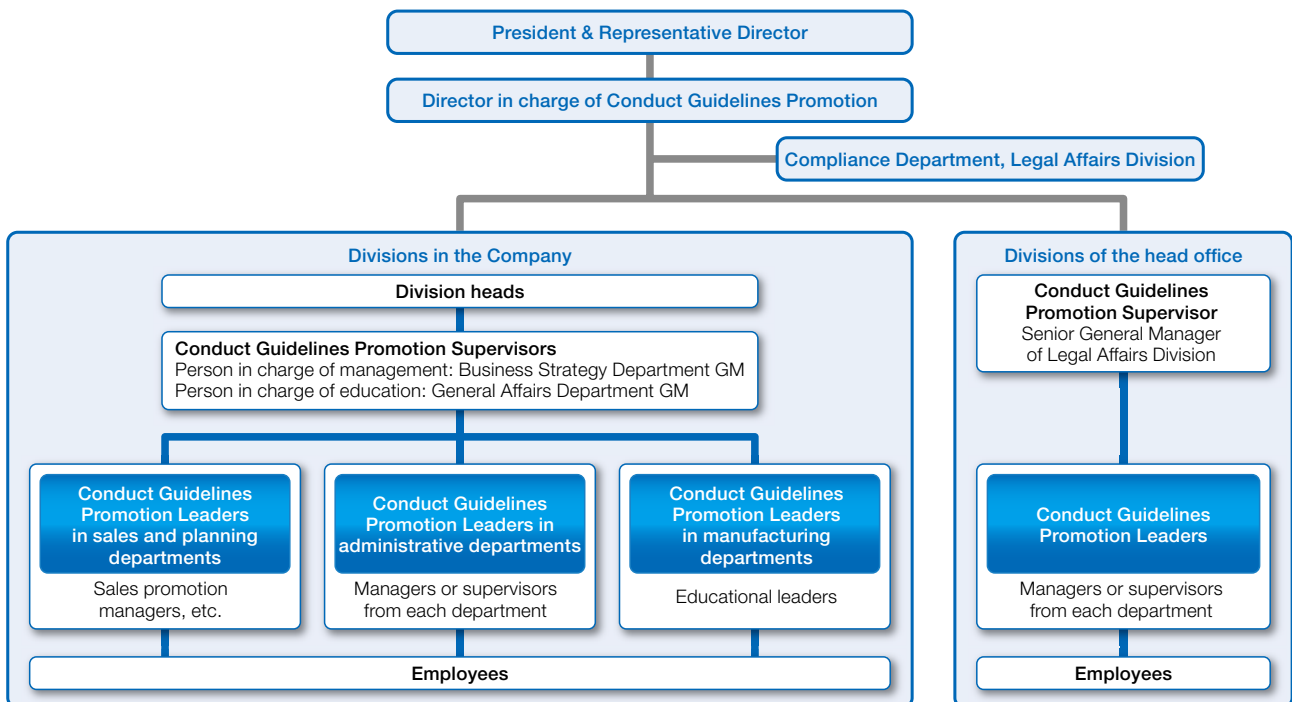 President & Representative Director
Director in charge of Conduct Guidelines Promotion
Compliance Department, Legal Affairs Division
Divisions in the Company
Division heads
Conduct Guidelines Promotion Supervisors
Person in charge of management: Business Strategy Department GM
Person in charge of education: General Affairs Department GM
Conduct Guidelines
Promotion Leaders
in sales and planning
departments
Sales promotion
managers, etc.
Conduct Guidelines
Promotion Leaders in
administrative departments
Managers or supervisors
from each department
Conduct Guidelines
Promotion Leaders
in manufacturing
departments
Educational leaders
Employees
Divisions of the head office
Conduct Guidelines
Promotion Supervisor
Senior General Manager
of Legal Affairs Division
Conduct Guidelines
Promotion Leaders
Managers or supervisors
from each department
Employees